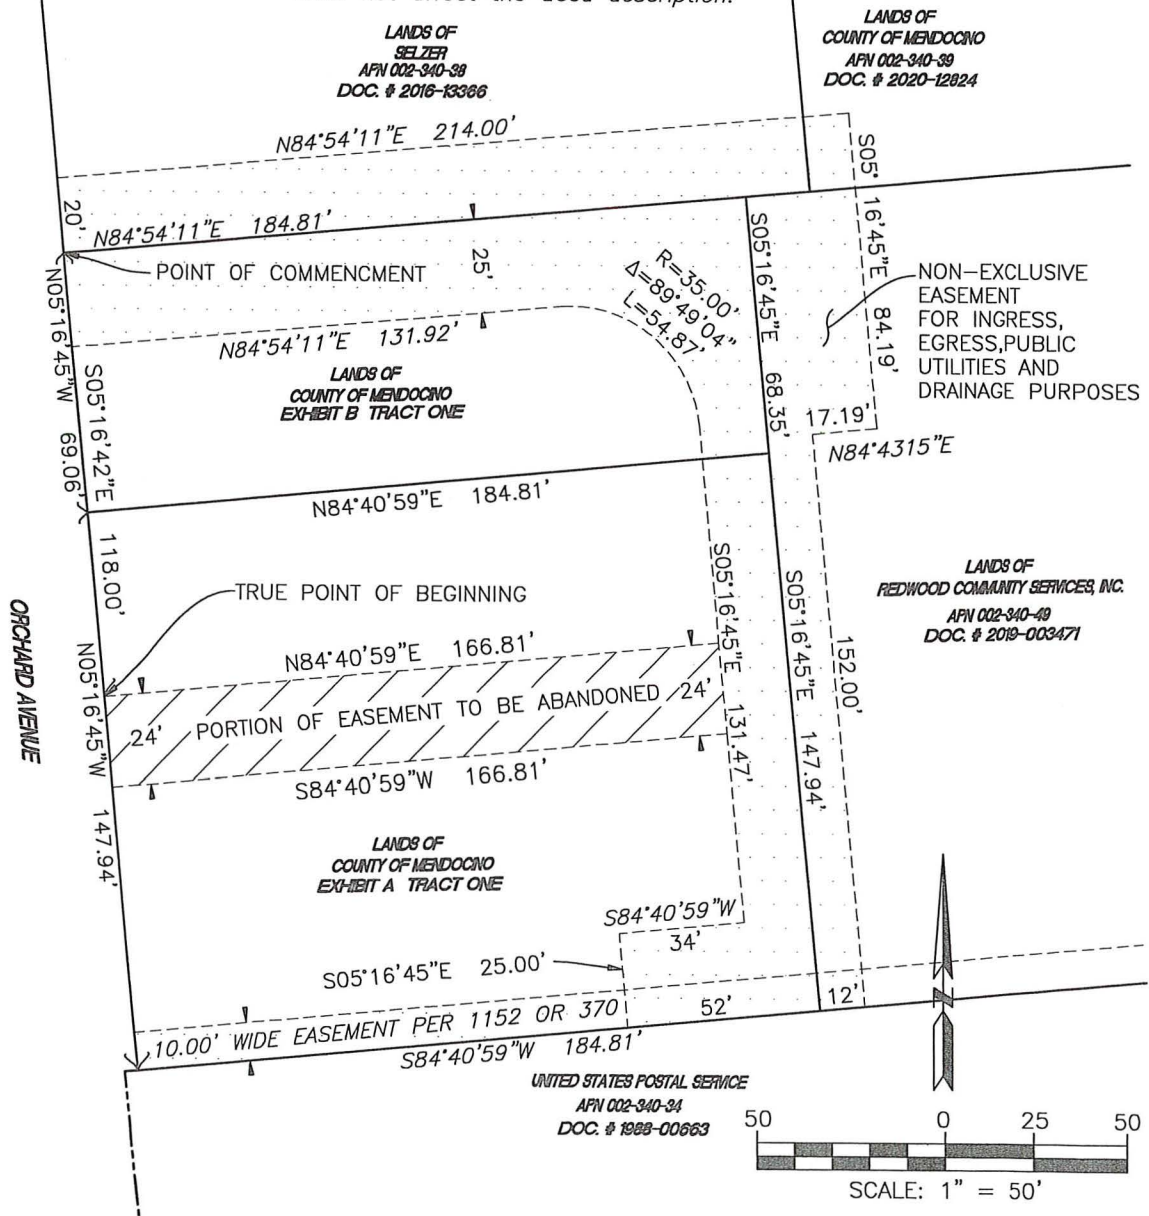 LANDS OF
SELZER
APN 002-340-38
DOC. # 2016-13366
LANDS OF
COUNTY OF MENDOCINO
APN 002-340-39
DOC. # 2020-12824
N84°54'11"E 214.00'
S05° 16'45"E 84.19'
20'
N84°54'11"E 184.81'
POINT OF COMMENCMENT
25'
R=35.00'
Δ=89°49'04"
L=54.87'
S05°16'45"E 68.35'
NON-EXCLUSIVE
EASEMENT
FOR INGRESS,
EGRESS,PUBLIC
UTILITIES AND
DRAINAGE PURPOSES
N05°16'45"W 69.06'
N84°54'11"E 131.92'
S05°16'42"E
LANDS OF
COUNTY OF MENDOCINO
EXHIBIT B TRACT ONE
17.19'
N84°4315"E
N84°40'59"E 184.81'
118.00'
TRUE POINT OF BEGINNING
LANDS OF
REDWOOD COMMUNITY SERVICES, INC.
APN 002-340-49
DOC. # 2019-003471
ORCHARD AVENUE
N05°16'45"W 147.94'
N84°40'59"E 166.81'
S05°16'45"E 131.47'
S05°16'45"E 147.94'
152.00'
24'
PORTION OF EASEMENT TO BE ABANDONED
24'
S84°40'59"W 166.81'
LANDS OF
COUNTY OF MENDOCINO
EXHIBIT A TRACT ONE
S84°40'59"W
34'
S05°16'45"E 25.00'
10.00' WIDE EASEMENT PER 1152 OR 370
52'
12'
S84°40'59"W 184.81'
N
UNITED STATES POSTAL SERVICE
APN 002-340-34
DOC. # 1988-00663
50 0 25 50
SCALE: 1" = 50'